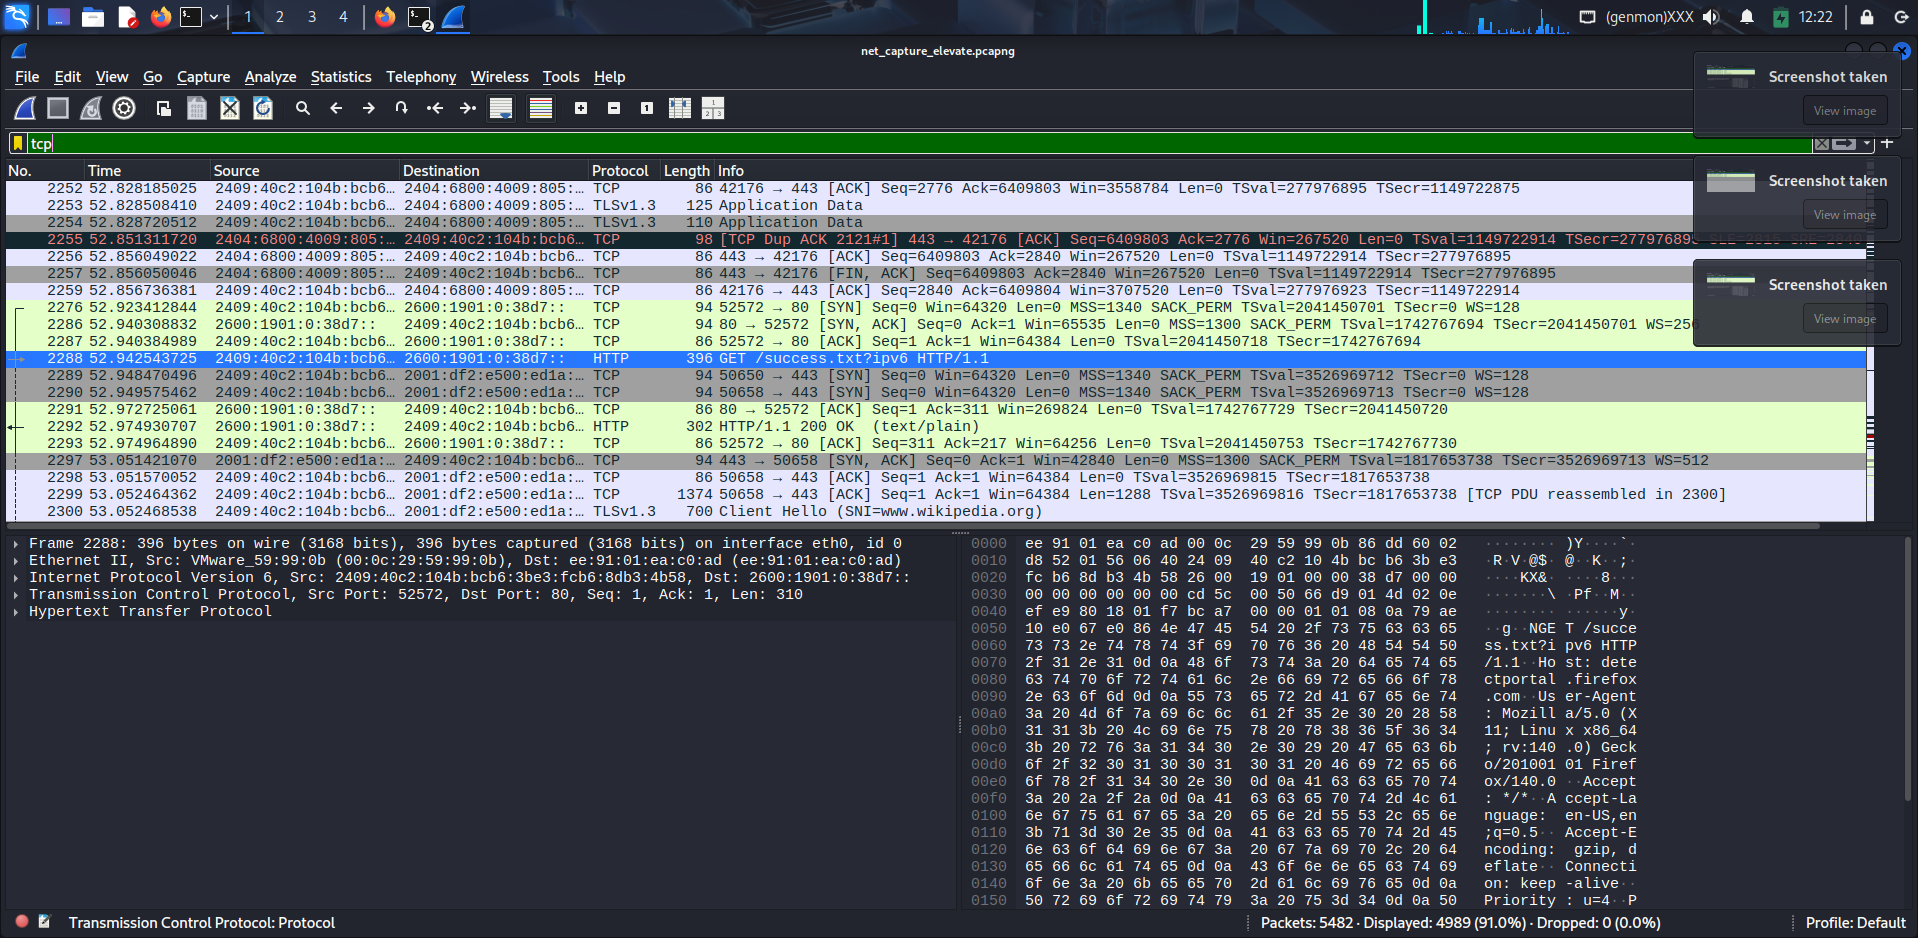 1 2 3 4 2 (genmon)XXX 12:22
net_capture_elevate.pcapng
File Edit View Go Capture Analyze Statistics Telephony Wireless Tools Help
Screenshot taken
View image
tcp
Screenshot taken
View image
Screenshot taken
View image
No. Time Source Destination Protocol Length Info
2252 52.828185025 2409:40c2:104b:bcb6… 2404:6800:4009:805:… TCP 86 42176 → 443 [ACK] Seq=2776 Ack=6409803 Win=3558784 Len=0 TSval=277976895 TSecr=1149722875
2253 52.828508410 2409:40c2:104b:bcb6… 2404:6800:4009:805:… TLSv1.3 125 Application Data
2254 52.828720512 2409:40c2:104b:bcb6… 2404:6800:4009:805:… TLSv1.3 110 Application Data
2255 52.851311720 2404:6800:4009:805:… 2409:40c2:104b:bcb6… TCP 98 [TCP Dup ACK 2121#1] 443 → 42176 [ACK] Seq=6409803 Ack=2776 Win=267520 Len=0 TSval=1149722914 TSecr=277976895
2256 52.856049022 2404:6800:4009:805:… 2409:40c2:104b:bcb6… TCP 86 443 → 42176 [ACK] Seq=6409803 Ack=2840 Win=267520 Len=0 TSval=1149722914 TSecr=277976895
2257 52.856050046 2404:6800:4009:805:… 2409:40c2:104b:bcb6… TCP 86 443 → 42176 [FIN, ACK] Seq=6409803 Ack=2840 Win=267520 Len=0 TSval=1149722914 TSecr=277976895
2259 52.856736381 2409:40c2:104b:bcb6… 2404:6800:4009:805:… TCP 86 42176 → 443 [ACK] Seq=2840 Ack=6409804 Win=3707520 Len=0 TSval=277976923 TSecr=1149722914
2276 52.923412844 2409:40c2:104b:bcb6… 2600:1901:0:38d7:: TCP 94 52572 → 80 [SYN] Seq=0 Win=64320 Len=0 MSS=1340 SACK_PERM TSval=2041450701 TSecr=0 WS=128
2286 52.940308832 2600:1901:0:38d7:: 2409:40c2:104b:bcb6… TCP 94 80 → 52572 [SYN, ACK] Seq=0 Ack=1 Win=65535 Len=0 MSS=1300 SACK_PERM TSval=1742767694 TSecr=2041450701 WS=256
2287 52.940384989 2409:40c2:104b:bcb6… 2600:1901:0:38d7:: TCP 86 52572 → 80 [ACK] Seq=1 Ack=1 Win=64384 Len=0 TSval=2041450718 TSecr=1742767694
2288 52.942543725 2409:40c2:104b:bcb6… 2600:1901:0:38d7:: HTTP 396 GET /success.txt?ipv6 HTTP/1.1
2289 52.948470496 2409:40c2:104b:bcb6… 2001:df2:e500:ed1a:… TCP 94 50650 → 443 [SYN] Seq=0 Win=64320 Len=0 MSS=1340 SACK_PERM TSval=3526969712 TSecr=0 WS=128
2290 52.949575462 2409:40c2:104b:bcb6… 2001:df2:e500:ed1a:… TCP 94 50658 → 443 [SYN] Seq=0 Win=64320 Len=0 MSS=1340 SACK_PERM TSval=3526969713 TSecr=0 WS=128
2291 52.972725061 2600:1901:0:38d7:: 2409:40c2:104b:bcb6… TCP 86 80 → 52572 [ACK] Seq=1 Ack=311 Win=269824 Len=0 TSval=1742767729 TSecr=2041450720
2292 52.974930707 2600:1901:0:38d7:: 2409:40c2:104b:bcb6… HTTP 302 HTTP/1.1 200 OK (text/plain)
2293 52.974964890 2409:40c2:104b:bcb6… 2600:1901:0:38d7:: TCP 86 52572 → 80 [ACK] Seq=311 Ack=217 Win=64256 Len=0 TSval=2041450753 TSecr=1742767730
2297 53.051421070 2001:df2:e500:ed1a:… 2409:40c2:104b:bcb6… TCP 94 443 → 50658 [SYN, ACK] Seq=0 Ack=1 Win=42840 Len=0 MSS=1300 SACK_PERM TSval=1817653738 TSecr=3526969713 WS=512
2298 53.051570052 2409:40c2:104b:bcb6… 2001:df2:e500:ed1a:… TCP 86 50658 → 443 [ACK] Seq=1 Ack=1 Win=64384 Len=0 TSval=3526969815 TSecr=1817653738
2299 53.052464362 2409:40c2:104b:bcb6… 2001:df2:e500:ed1a:… TCP 1374 50658 → 443 [ACK] Seq=1 Ack=1 Win=64384 Len=1288 TSval=3526969816 TSecr=1817653738 [TCP PDU reassembled in 2300]
2300 53.052468538 2409:40c2:104b:bcb6… 2001:df2:e500:ed1a:… TLSv1.3 700 Client Hello (SNI=www.wikipedia.org)
Frame 2288: 396 bytes on wire (3168 bits), 396 bytes captured (3168 bits) on interface eth0, id 0
Ethernet II, Src: VMware_59:99:0b (00:0c:29:59:99:0b), Dst: ee:91:01:ea:c0:ad (ee:91:01:ea:c0:ad)
Internet Protocol Version 6, Src: 2409:40c2:104b:bcb6:3be3:fcb6:8db3:4b58, Dst: 2600:1901:0:38d7::
Transmission Control Protocol, Src Port: 52572, Dst Port: 80, Seq: 1, Ack: 1, Len: 310
Hypertext Transfer Protocol
0000 ee 91 01 ea c0 ad 00 0c 29 59 99 0b 86 dd 60 02 ········ )Y····`·
0010 d8 52 01 56 06 40 24 09 40 c2 10 4b bc b6 3b e3 ·R·V·@$· @··K··;·
0020 fc b6 8d b3 4b 58 26 00 19 01 00 00 38 d7 00 00 ····KX&· ····8···
0030 00 00 00 00 00 00 cd 5c 00 50 66 d9 01 4d 02 0e ·······\ ·Pf··M··
0040 ef e9 80 18 01 f7 bc a7 00 00 01 01 08 0a 79 ae ········ ······y·
0050 10 e0 67 e0 86 4e 47 45 54 20 2f 73 75 63 63 65 ··g··NGE T /succe
0060 73 73 2e 74 78 74 3f 69 70 76 36 20 48 54 54 50 ss.txt?i pv6 HTTP
0070 2f 31 2e 31 0d 0a 48 6f 73 74 3a 20 64 65 74 65 /1.1··Ho st: dete
0080 63 74 70 6f 72 74 61 6c 2e 66 69 72 65 66 6f 78 ctportal .firefox
0090 2e 63 6f 6d 0d 0a 55 73 65 72 2d 41 67 65 6e 74 .com··Us er-Agent
00a0 3a 20 4d 6f 7a 69 6c 6c 61 2f 35 2e 30 20 28 58 : Mozill a/5.0 (X
00b0 31 31 3b 20 4c 69 6e 75 78 20 78 38 36 5f 36 34 11; Linu x x86_64
00c0 3b 20 72 76 3a 31 34 30 2e 30 29 20 47 65 63 6b ; rv:140 .0) Geck
00d0 6f 2f 32 30 31 30 30 31 30 31 20 46 69 72 65 66 o/201001 01 Firef
00e0 6f 78 2f 31 34 30 2e 30 0d 0a 41 63 63 65 70 74 ox/140.0 ··Accept
00f0 3a 20 2a 2f 2a 0d 0a 41 63 63 65 70 74 2d 4c 61 : */*··A ccept-La
0100 6e 67 75 61 67 65 3a 20 65 6e 2d 55 53 2c 65 6e nguage: en-US,en
0110 3b 71 3d 30 2e 35 0d 0a 41 63 63 65 70 74 2d 45 ;q=0.5·· Accept-E
0120 6e 63 6f 64 69 6e 67 3a 20 67 7a 69 70 2c 20 64 ncoding: gzip, d
0130 65 66 6c 61 74 65 0d 0a 43 6f 6e 6e 65 63 74 69 eflate·· Connecti
0140 6f 6e 3a 20 6b 65 65 70 2d 61 6c 69 76 65 0d 0a on: keep -alive··
0150 50 72 69 6f 72 69 74 79 3a 20 75 3d 34 0d 0a 50 Priority : u=4··P
Transmission Control Protocol: Protocol Packets: 5482 · Displayed: 4989 (91.0%) · Dropped: 0 (0.0%) Profile: Default